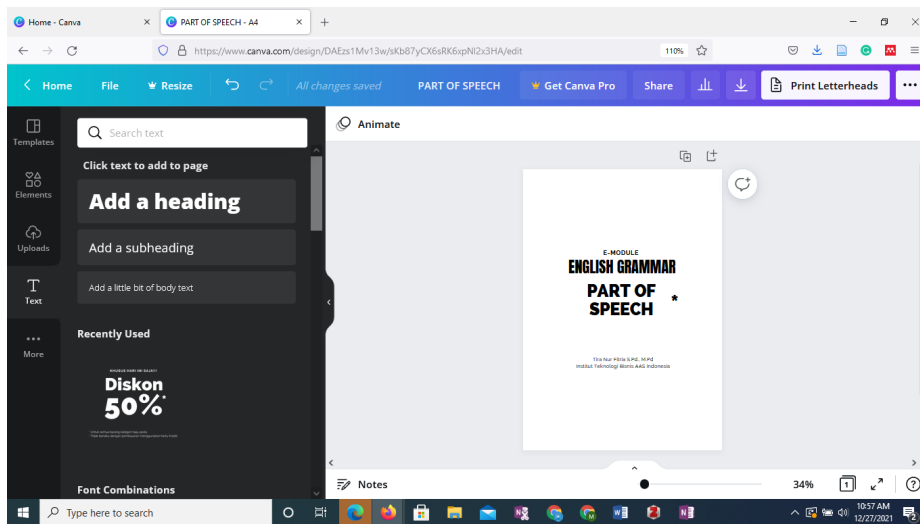 Home - Canva
PART OF SPEECH - A4
https://www.canva.com/design/DAEzs1Mv13w/sKb87yCX6sRK6xpNI2x3HA/edit
110%
Home
File
Resize
All changes saved
PART OF SPEECH
Get Canva Pro
Share
Print Letterheads
Templates
Elements
Uploads
Text
More
Search text
Click text to add to page
Add a heading
Add a subheading
Add a little bit of body text
Recently Used
Diskon
50%*
Font Combinations
Animate
E-MODULE
ENGLISH GRAMMAR
PART OF
SPEECH *
Tira Nur Fitria S.Pd., M.Pd
Institut Teknologi Bisnis AAS Indonesia
Notes
34%
1
Type here to search
10:57 AM
12/27/2021